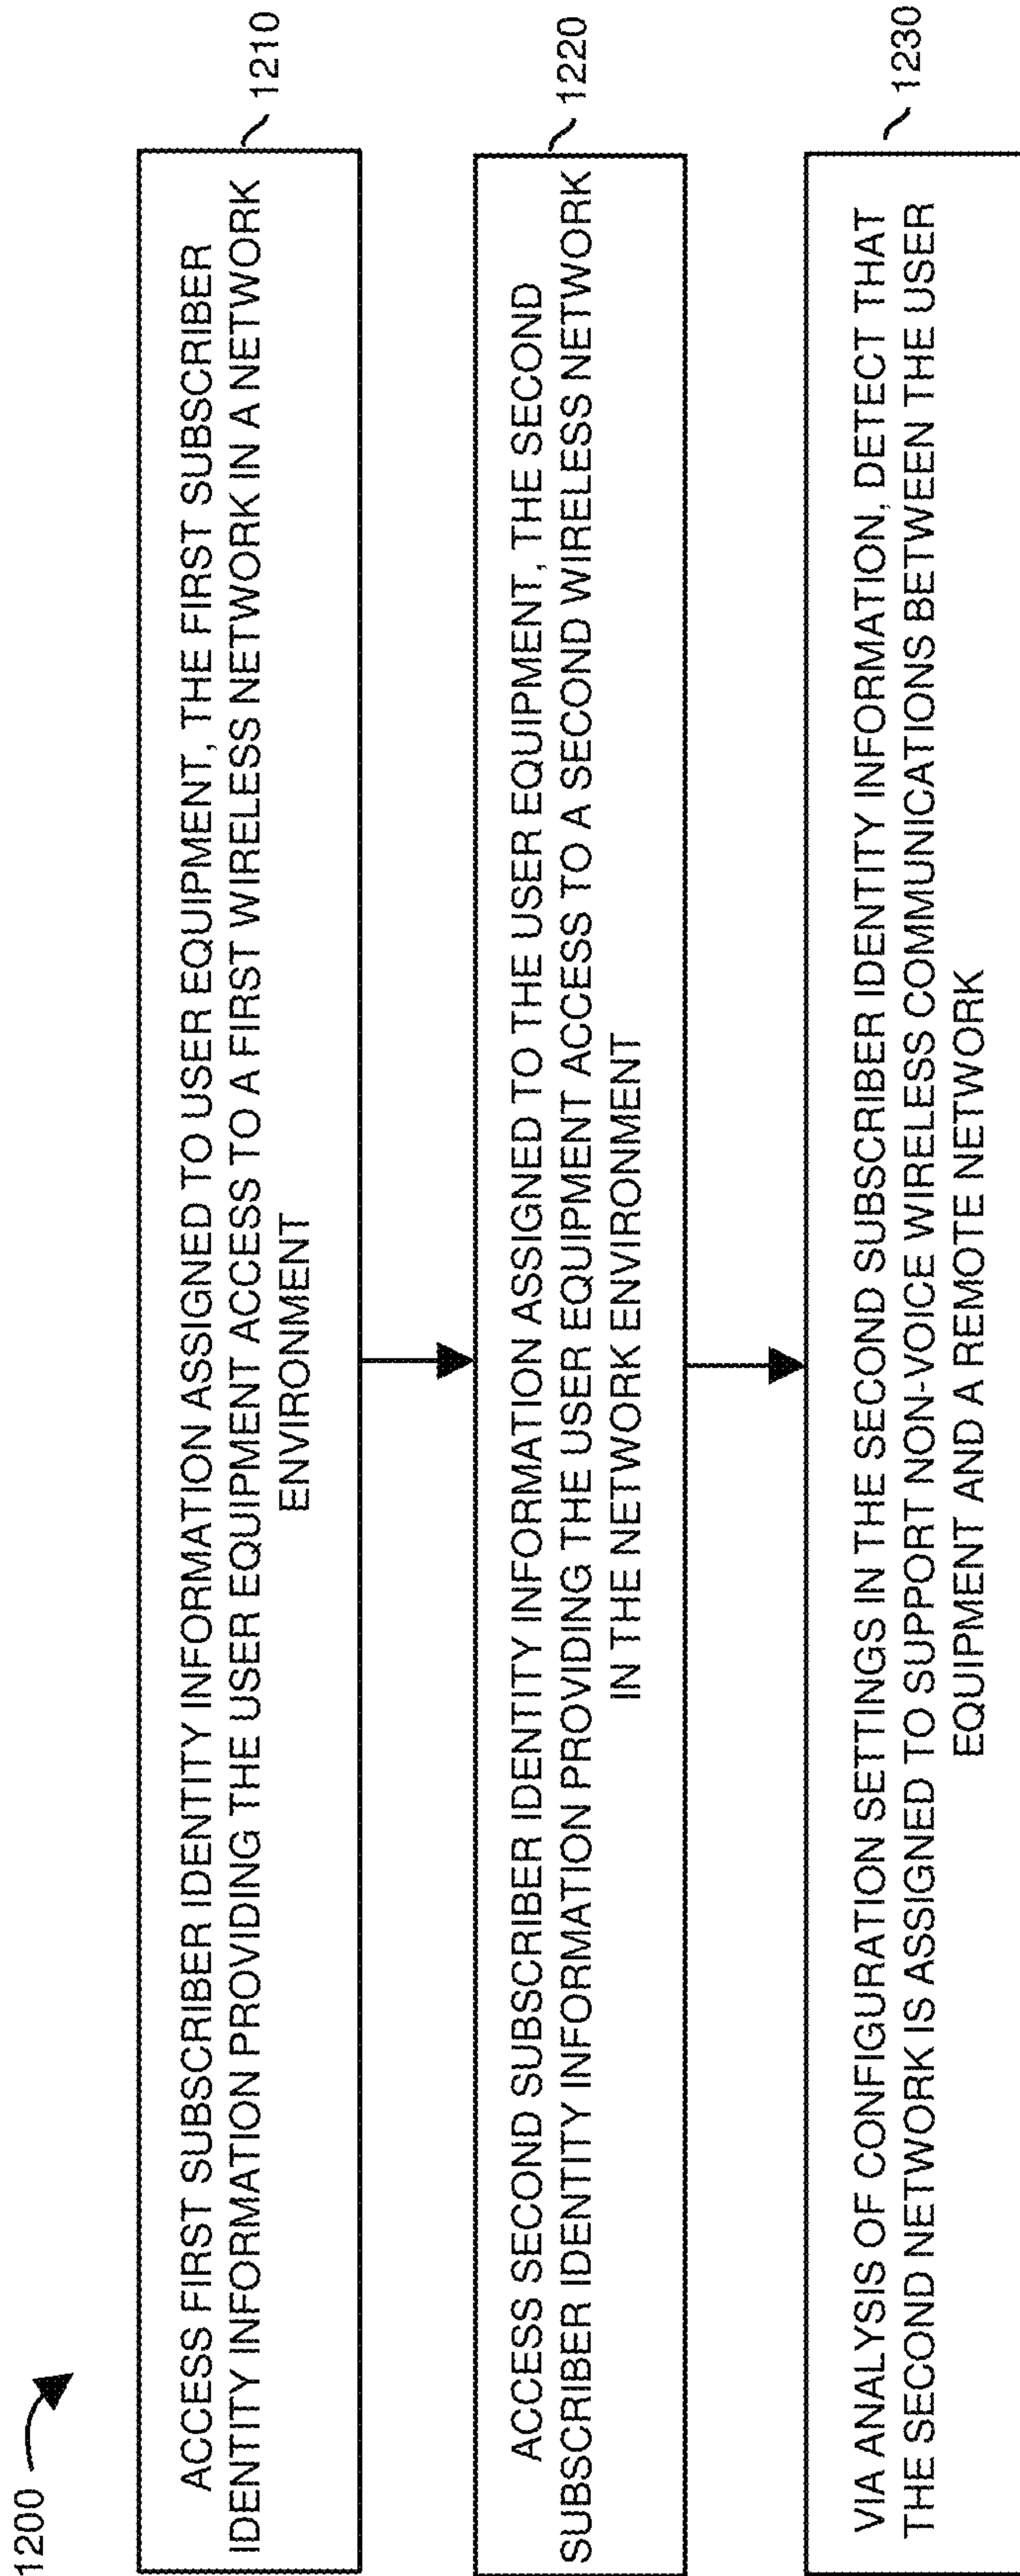 1200
ACCESS FIRST SUBSCRIBER IDENTITY INFORMATION ASSIGNED TO USER EQUIPMENT, THE FIRST SUBSCRIBER
IDENTITY INFORMATION PROVIDING THE USER EQUIPMENT ACCESS TO A FIRST WIRELESS NETWORK IN A NETWORK
ENVIRONMENT
1210
ACCESS SECOND SUBSCRIBER IDENTITY INFORMATION ASSIGNED TO THE USER EQUIPMENT, THE SECOND
SUBSCRIBER IDENTITY INFORMATION PROVIDING THE USER EQUIPMENT ACCESS TO A SECOND WIRELESS NETWORK
IN THE NETWORK ENVIRONMENT
1220
VIA ANALYSIS OF CONFIGURATION SETTINGS IN THE SECOND SUBSCRIBER IDENTITY INFORMATION, DETECT THAT
THE SECOND NETWORK IS ASSIGNED TO SUPPORT NON-VOICE WIRELESS COMMUNICATIONS BETWEEN THE USER
EQUIPMENT AND A REMOTE NETWORK
1230